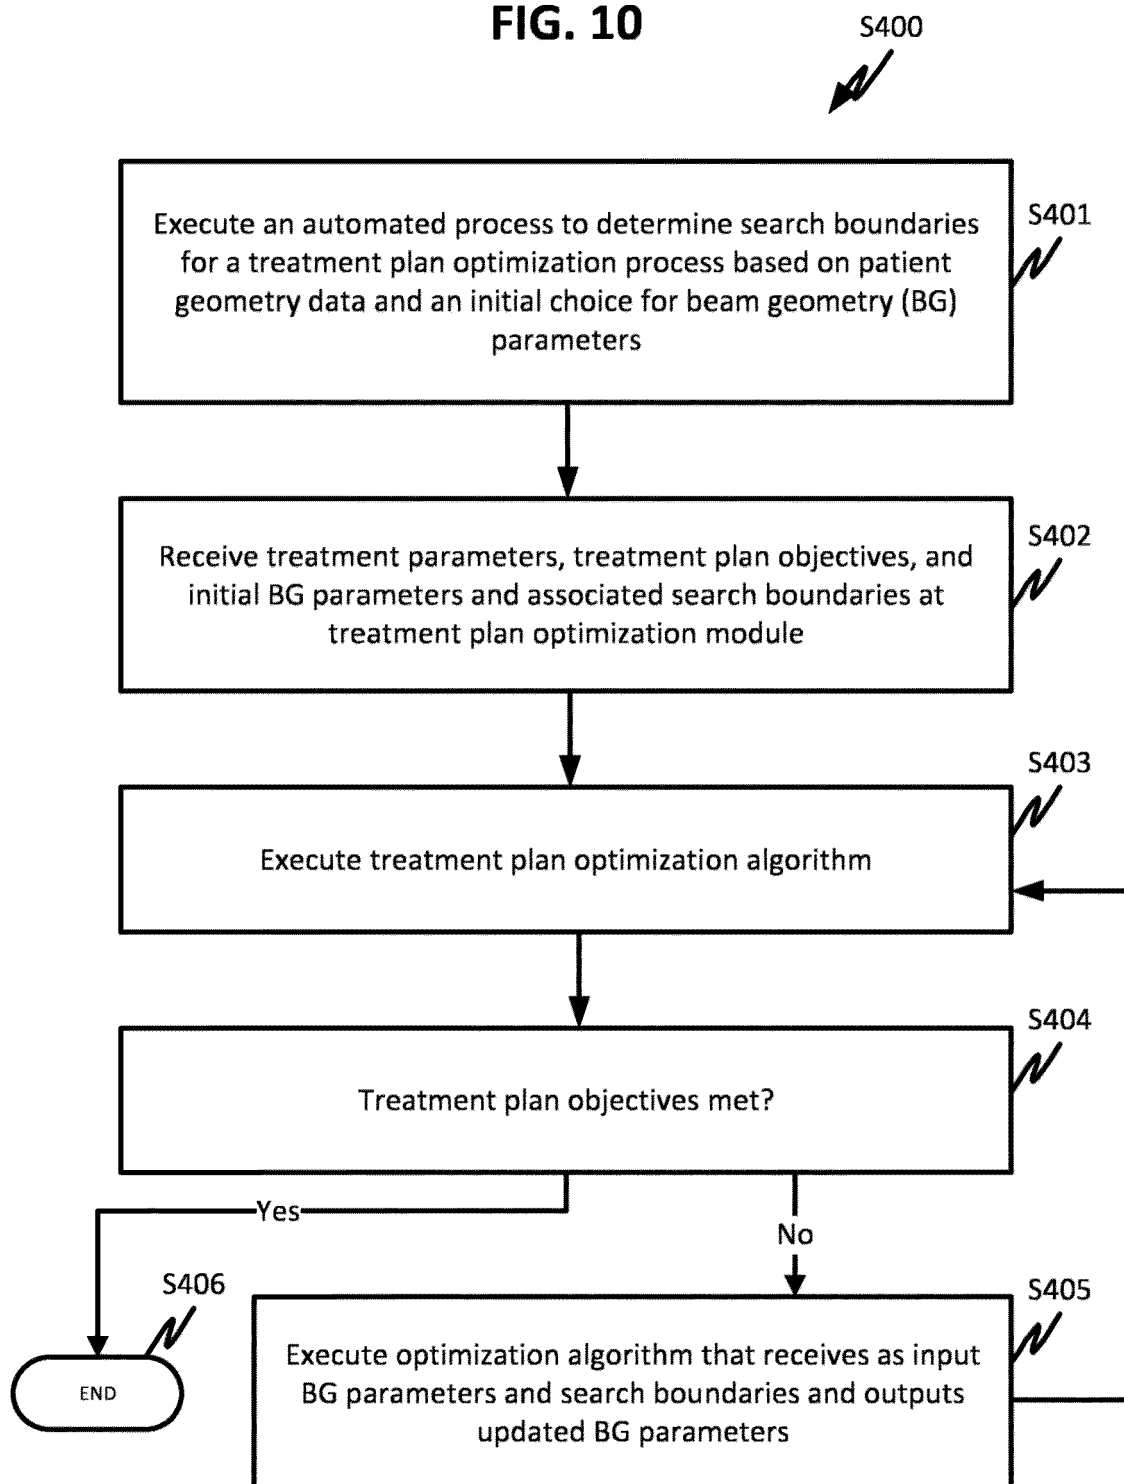 FIG. 10
S400
Execute an automated process to determine search boundaries
for a treatment plan optimization process based on patient
geometry data and an initial choice for beam geometry (BG)
parameters
S401
Receive treatment parameters, treatment plan objectives, and
initial BG parameters and associated search boundaries at
treatment plan optimization module
S402
Execute treatment plan optimization algorithm
S403
Treatment plan objectives met?
S404
Yes
No
S406
END
Execute optimization algorithm that receives as input
BG parameters and search boundaries and outputs
updated BG parameters
S405